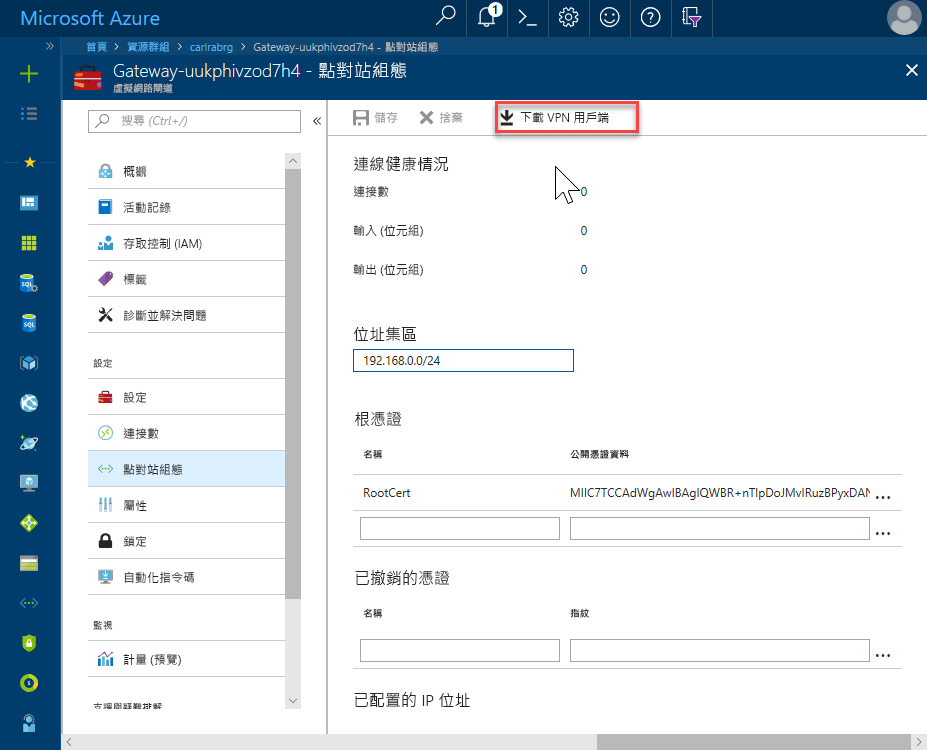 Microsoft Azure
1
首頁 > 資源群組 > carlrabrg > Gateway-uukphivzod7h4 - 點對站組態
Gateway-uukphivzod7h4 - 點對站組態
虛擬網路閘道
搜尋 (Ctrl+/)
概觀
活動記錄
存取控制 (IAM)
標籤
診斷並解決問題
設定
設定
連接數
點對站組態
屬性
鎖定
自動化指令碼
監視
計量 (預覽)
支援與疑難排解
儲存
捨棄
下載 VPN 用戶端
連線健康情況
連接數 0
輸入 (位元組) 0
輸出 (位元組) 0
位址集區
192.168.0.0/24
根憑證
名稱 公開憑證資料
RootCert
已撤銷的憑證
名稱 指紋
已配置的 IP 位址